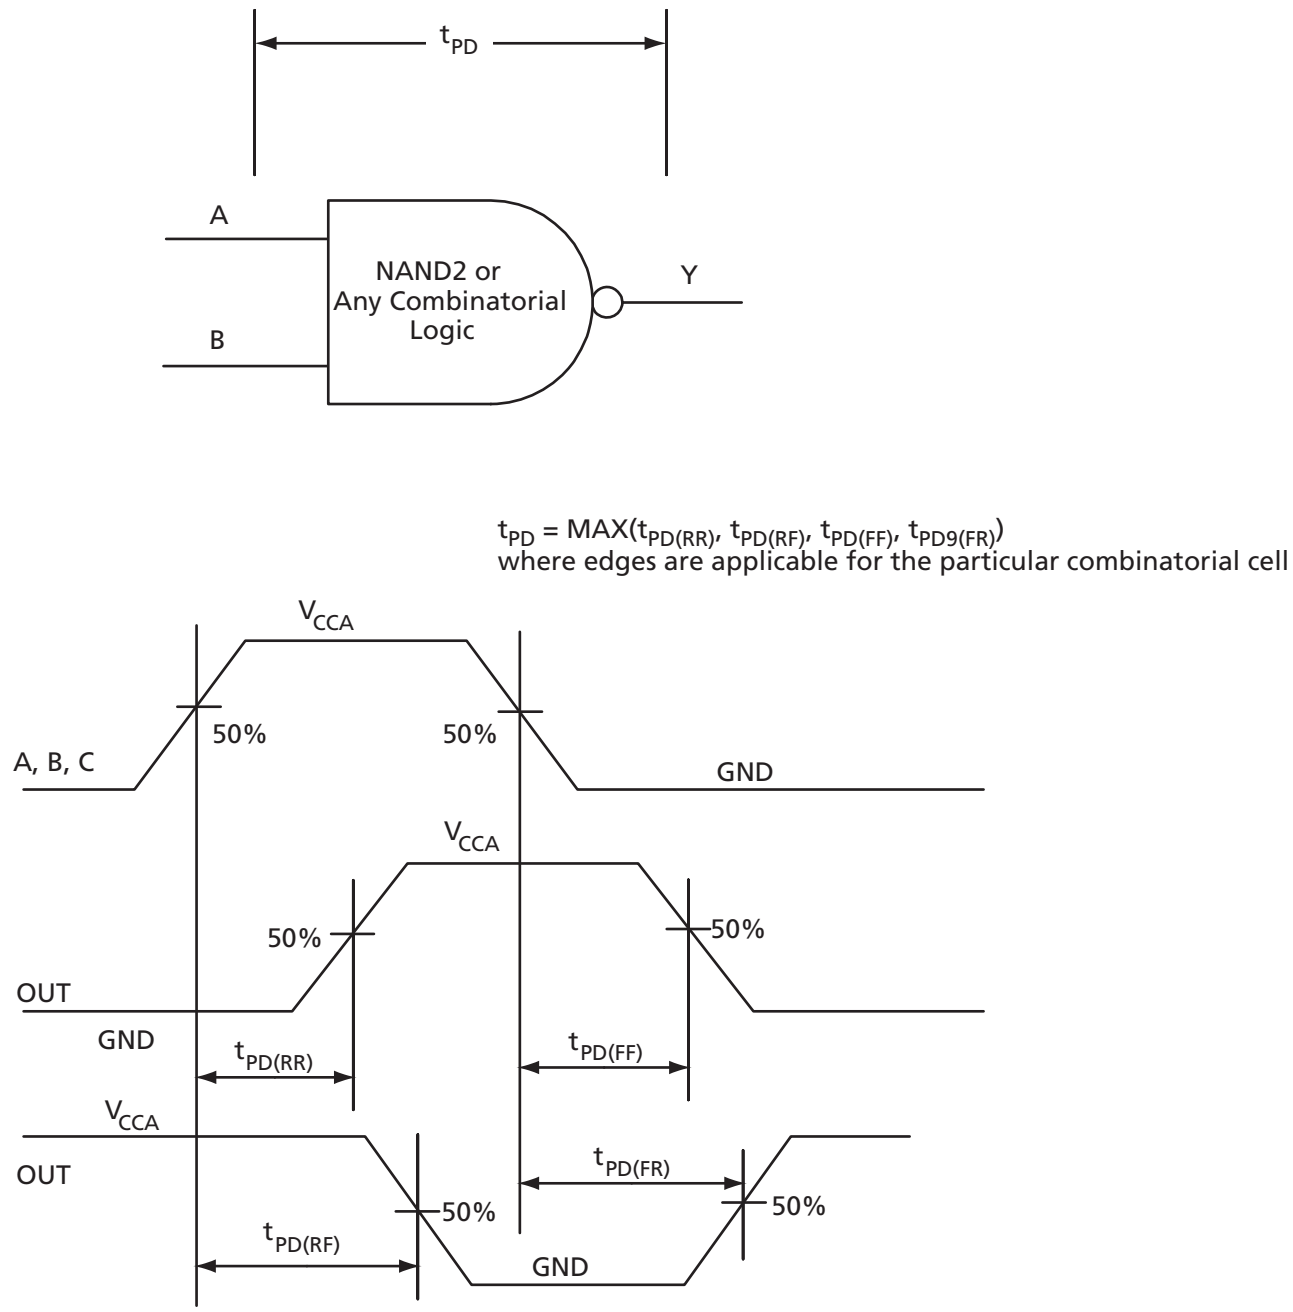 tPD
A
NAND2 or
Any Combinatorial
Logic
Y
B
tPD = MAX(tPD(RR), tPD(RF), tPD(FF), tPD9(FR))
where edges are applicable for the particular combinatorial cell
VCCA
50%
50%
A, B, C
GND
VCCA
50%
50%
OUT
GND
tPD(RR)
tPD(FF)
VCCA
OUT
tPD(FR)
50%
50%
tPD(RF)
GND